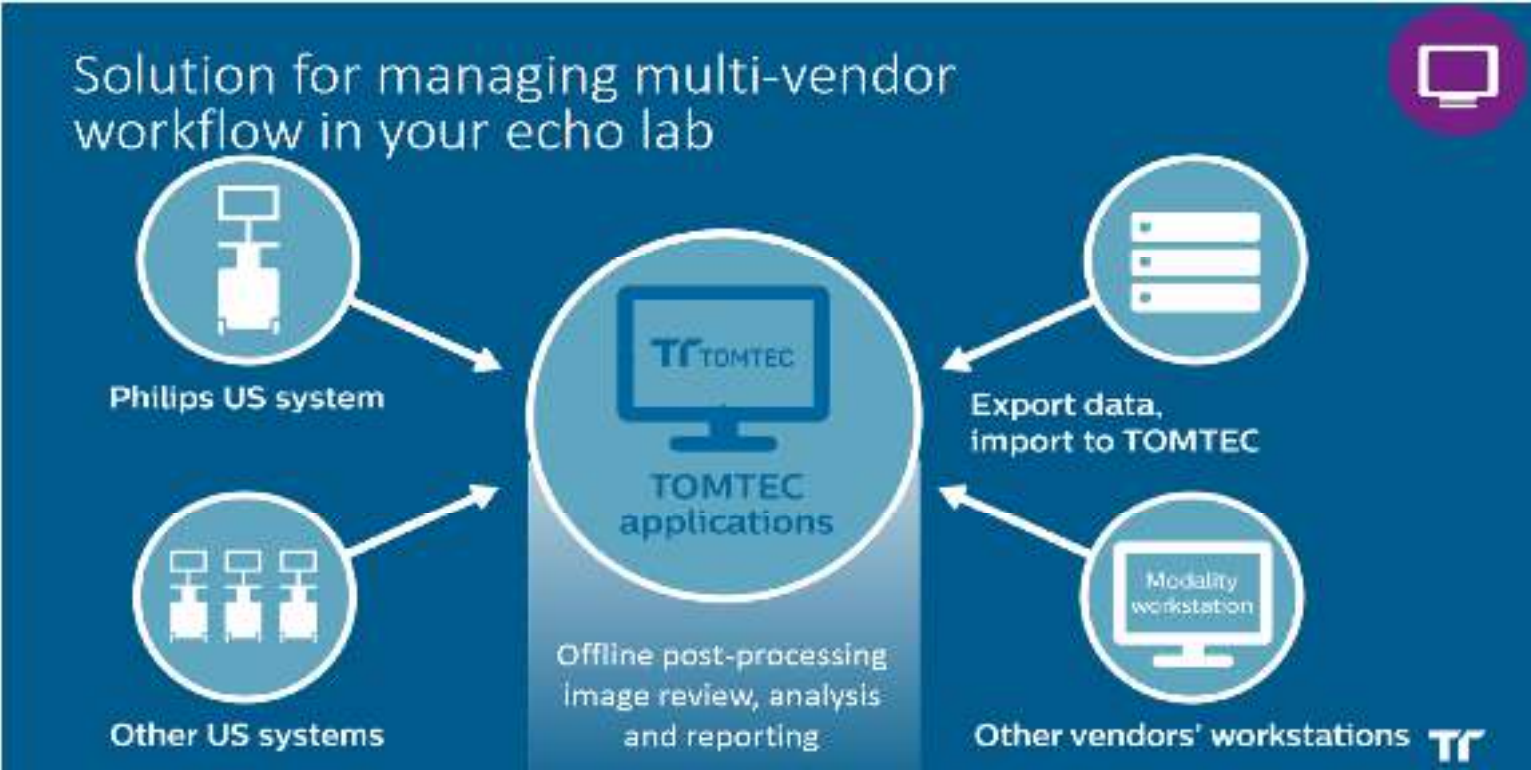 Solution for managing multi-vendor
workflow in your echo lab
Philips US system
TOMTEC
TOMTEC
applications
Export data,
import to TOMTEC
Other US systems
Offline post-processing
image review, analysis
and reporting
Modality
workstation
Other vendors' workstations